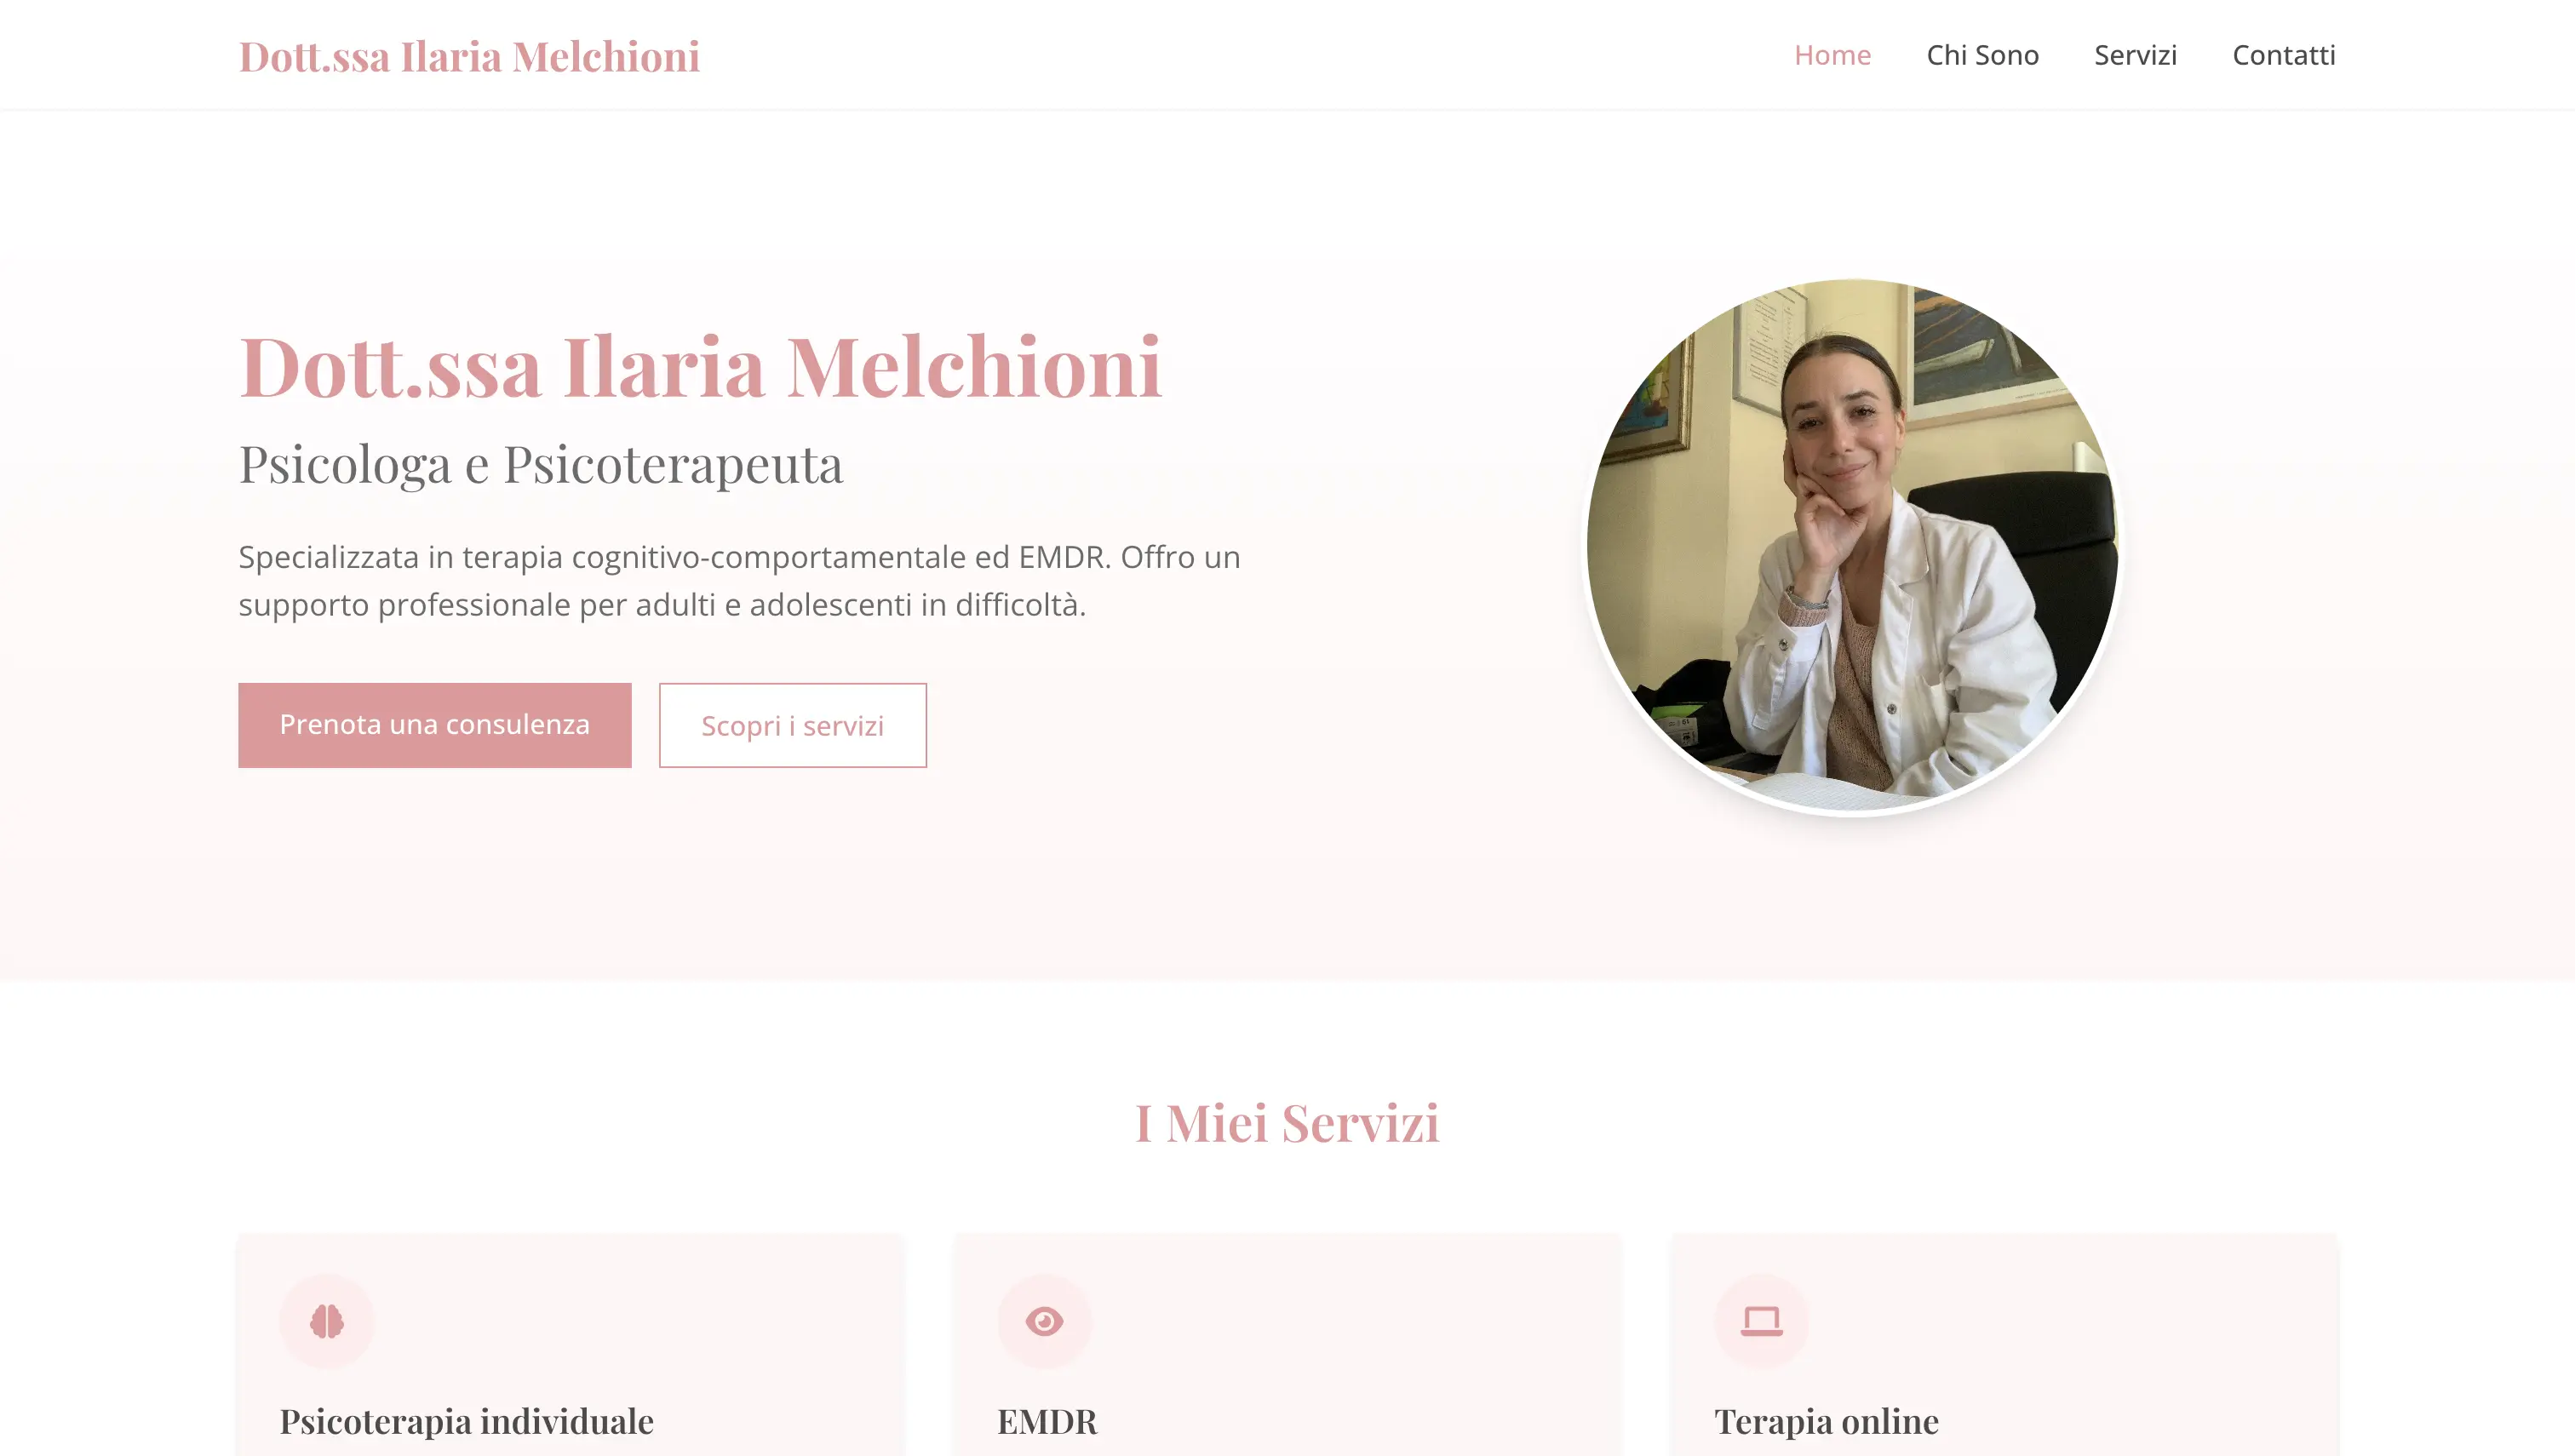 Dott.ssa Ilaria Melchioni
Home
Chi Sono
Servizi
Contatti
Dott.ssa Ilaria Melchioni
Psicologa e Psicoterapeuta
Specializzata in terapia cognitivo-comportamentale ed EMDR. Offro un
supporto professionale per adulti e adolescenti in difficoltà.
Prenota una consulenza
Scopri i servizi
I Miei Servizi
Psicoterapia individuale
EMDR
Terapia online